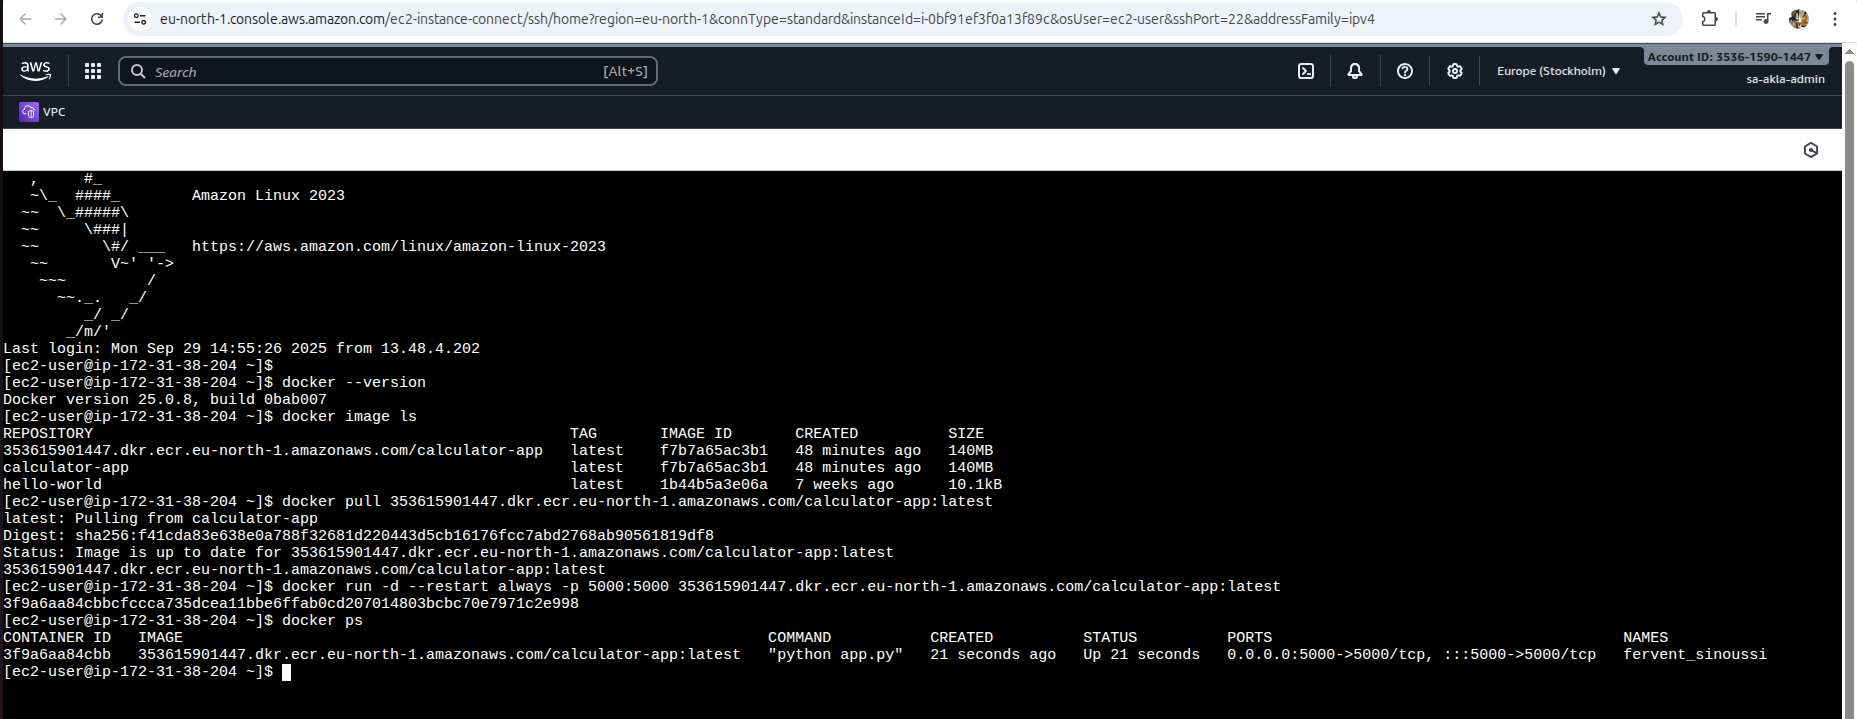 eu-north-1.console.aws.amazon.com/ec2-instance-connect/ssh/home?region=eu-north-1&connType=standard&instanceId=i-0bf91ef3f0a13f89c&osUser=ec2-user&sshPort=22&addressFamily=ipv4
aws
Search
[Alt+S]
Europe (Stockholm)
Account ID: 3536-1590-1447
sa-akla-admin
VPC
   ,     #_
   ~\_  ####_        Amazon Linux 2023
  ~~  \_#####\
  ~~     \###|
  ~~       \#/ ___   https://aws.amazon.com/linux/amazon-linux-2023
   ~~       V~' '->
    ~~~         /
      ~~._.   _/
         _/ _/
       _/m/'
Last login: Mon Sep 29 14:55:26 2025 from 13.48.4.202
[ec2-user@ip-172-31-38-204 ~]$
[ec2-user@ip-172-31-38-204 ~]$ docker --version
Docker version 25.0.8, build 0bab007
[ec2-user@ip-172-31-38-204 ~]$ docker image ls
REPOSITORY                                                     TAG       IMAGE ID       CREATED          SIZE
353615901447.dkr.ecr.eu-north-1.amazonaws.com/calculator-app   latest    f7b7a65ac3b1   48 minutes ago   140MB
calculator-app                                                 latest    f7b7a65ac3b1   48 minutes ago   140MB
hello-world                                                    latest    1b44b5a3e06a   7 weeks ago      10.1kB
[ec2-user@ip-172-31-38-204 ~]$ docker pull 353615901447.dkr.ecr.eu-north-1.amazonaws.com/calculator-app:latest
latest: Pulling from calculator-app
Digest: sha256:f41cda83e638e0a788f32681d220443d5cb16176fcc7abd2768ab90561819df8
Status: Image is up to date for 353615901447.dkr.ecr.eu-north-1.amazonaws.com/calculator-app:latest
353615901447.dkr.ecr.eu-north-1.amazonaws.com/calculator-app:latest
[ec2-user@ip-172-31-38-204 ~]$ docker run -d --restart always -p 5000:5000 353615901447.dkr.ecr.eu-north-1.amazonaws.com/calculator-app:latest
3f9a6aa84cbbcfccca735dcea11bbe6ffab0cd207014803bcbc70e7971c2e998
[ec2-user@ip-172-31-38-204 ~]$ docker ps
CONTAINER ID   IMAGE                                                                 COMMAND           CREATED          STATUS          PORTS                                       NAMES
3f9a6aa84cbb   353615901447.dkr.ecr.eu-north-1.amazonaws.com/calculator-app:latest   "python app.py"   21 seconds ago   Up 21 seconds   0.0.0.0:5000->5000/tcp, :::5000->5000/tcp   fervent_sinoussi
[ec2-user@ip-172-31-38-204 ~]$